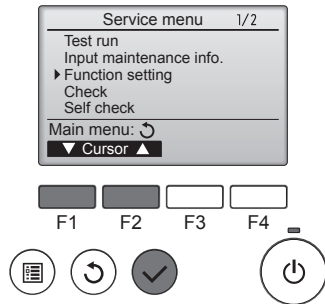 Service menu 1/2
Test run
Input maintenance info.
Function setting
Check
Self check
Main menu:
▼ Cursor ▲
F1 F2 F3 F4